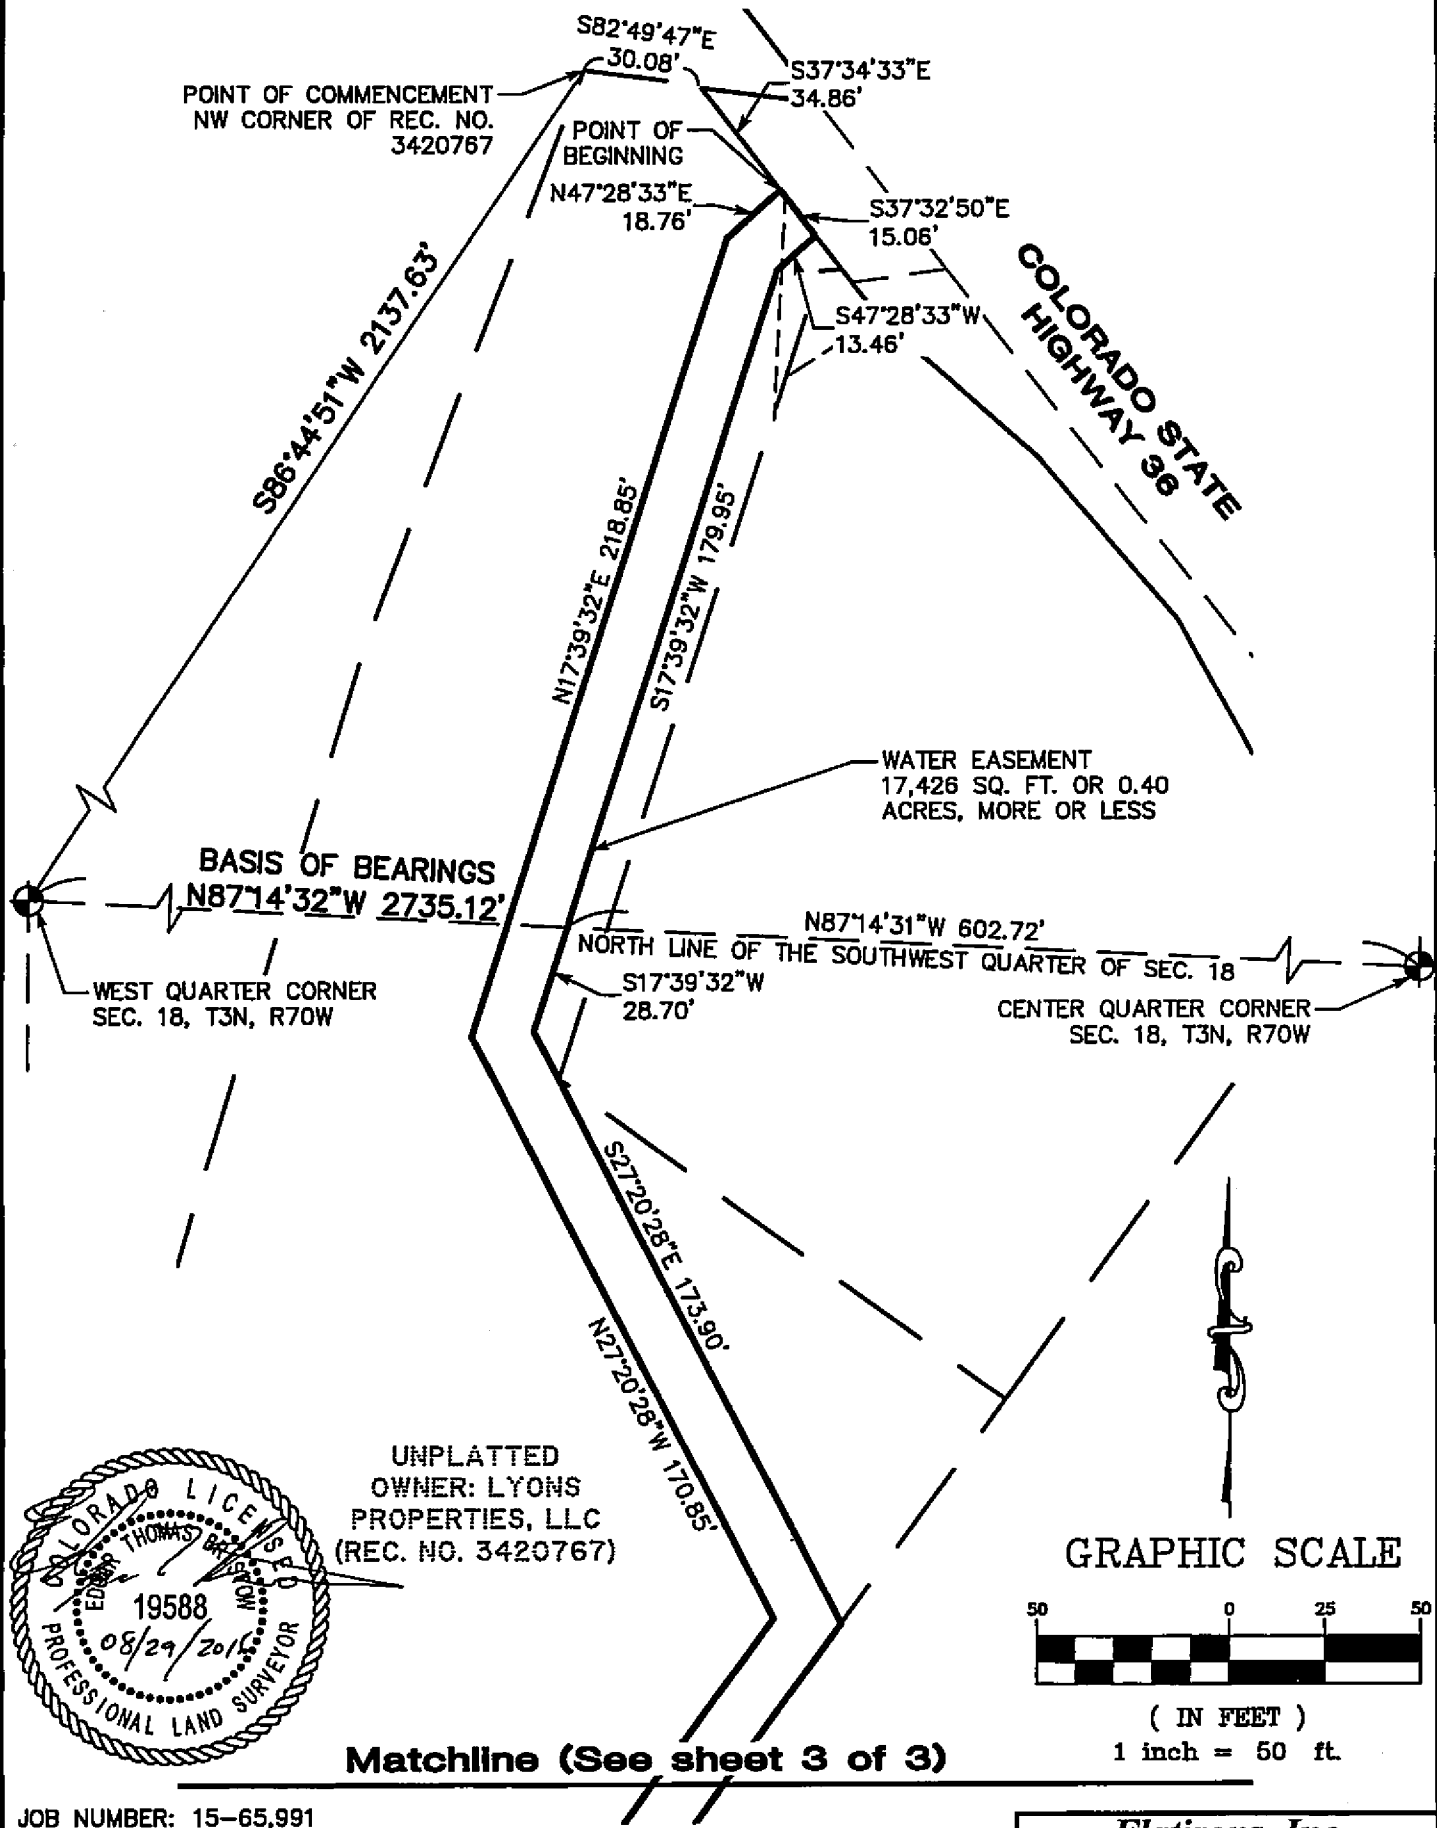 S82°49'47"E
30.08'
S37°34'33"E
34.86'
POINT OF COMMENCEMENT
NW CORNER OF REC. NO.
3420767
POINT OF
BEGINNING
N47°28'33"E
18.76'
S37°32'50"E
15.06'
S47°28'33"W
13.46'
COLORADO STATE
HIGHWAY 36
S86°44'51"W 2137.63'
N17°39'32"E 218.85'
S17°39'32"W 179.95'
WATER EASEMENT
17,426 SQ. FT. OR 0.40
ACRES, MORE OR LESS
BASIS OF BEARINGS
N87°14'32"W 2735.12'
N87°14'31"W 602.72'
NORTH LINE OF THE SOUTHWEST QUARTER OF SEC. 18
WEST QUARTER CORNER
SEC. 18, T3N, R70W
S17°39'32"W
28.70'
CENTER QUARTER CORNER
SEC. 18, T3N, R70W
S27°20'28"E 173.90'
N27°20'28"W 170.85'
UNPLATTED
OWNER: LYONS
PROPERTIES, LLC
(REC. NO. 3420767)
COLORADO LICENSED
EDGAR THOMAS BRISTOW
19588
08/29/201
PROFESSIONAL LAND SURVEYOR
GRAPHIC SCALE
50 0 25 50
( IN FEET )
1 inch = 50 ft.
Matchline (See sheet 3 of 3)
JOB NUMBER: 15-65,991
Flatirons, Inc.